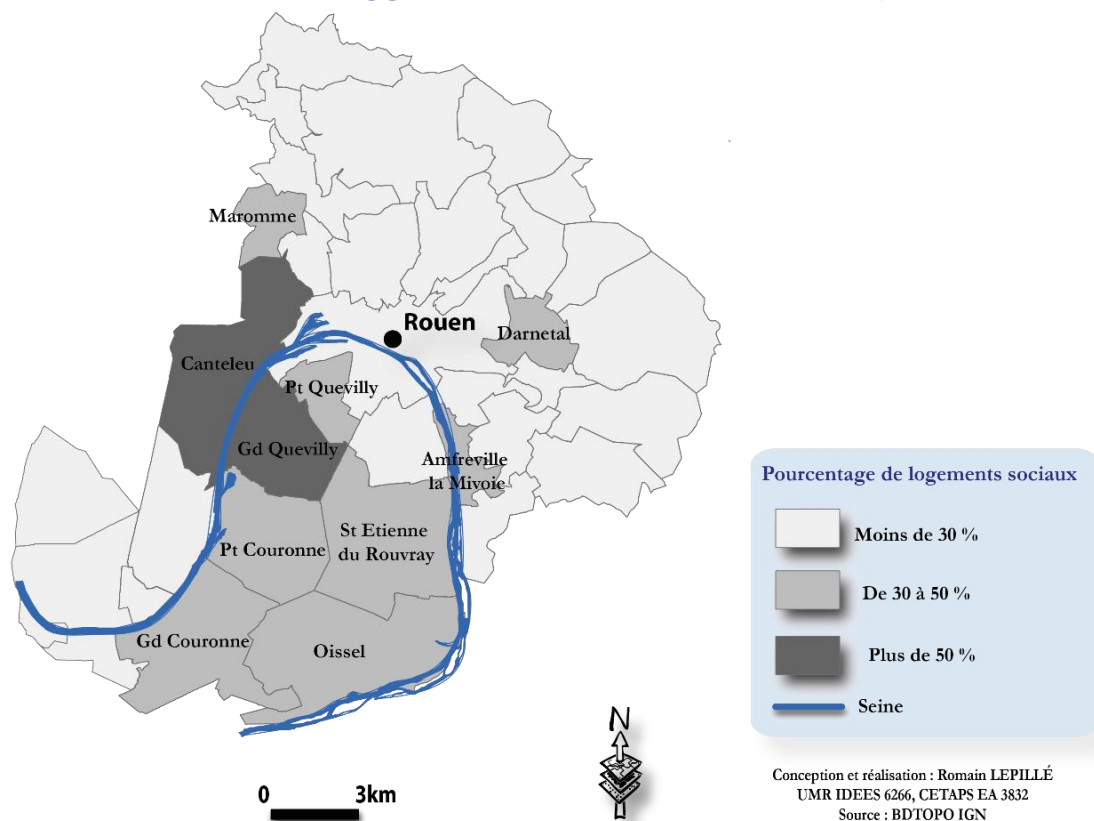 Maromme
Rouen
Darnetal
Canteleu
Pt Quevilly
Gd Quevilly
Amfreville
la Mivoie
St Etienne
du Rouvray
Pt Couronne
Gd Couronne
Oissel
Pourcentage de logements sociaux
Moins de 30 %
De 30 à 50 %
Plus de 50 %
Seine
N
0 3km
Conception et réalisation : Romain LEPILLÉ
UMR IDEES 6266, CETAPS EA 3832
Source : BDTOPO IGN